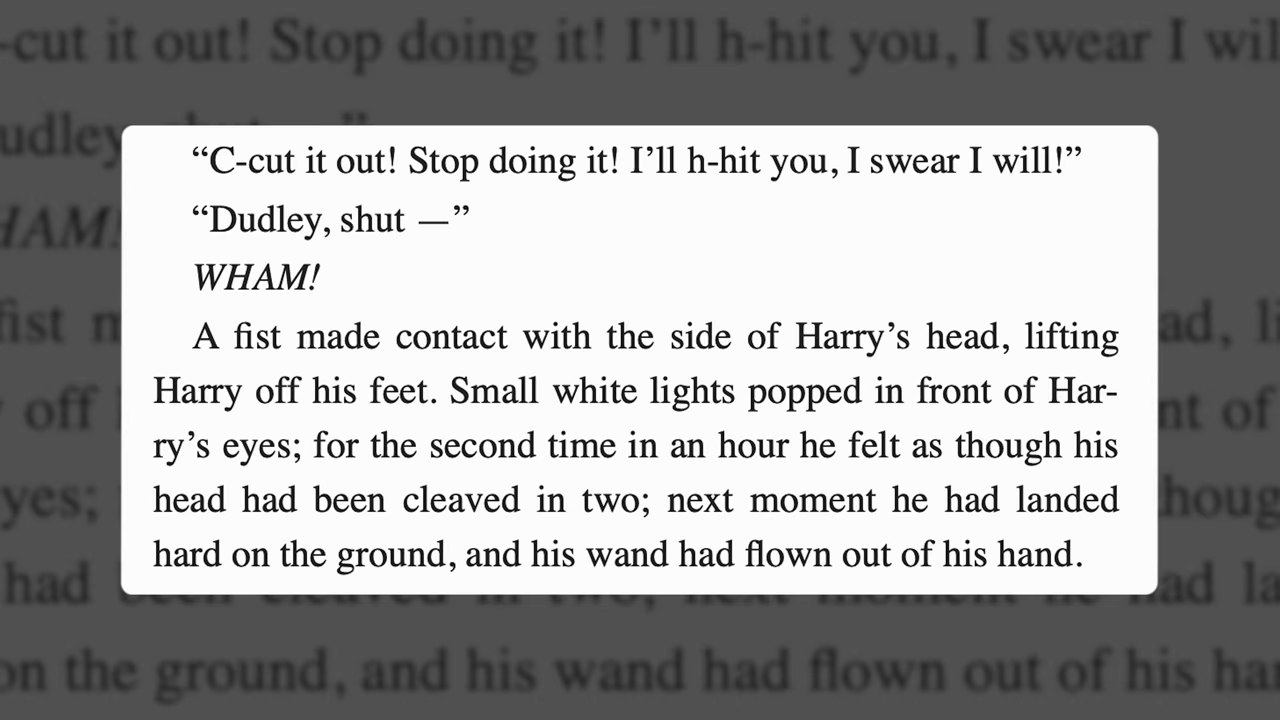 “C-cut it out! Stop doing it! I’ll h-hit you, I swear I will!”
“Dudley, shut —”
WHAM!
A fist made contact with the side of Harry’s head, lifting
Harry off his feet. Small white lights popped in front of Har-
ry’s eyes; for the second time in an hour he felt as though his
head had been cleaved in two; next moment he had landed
hard on the ground, and his wand had flown out of his hand.